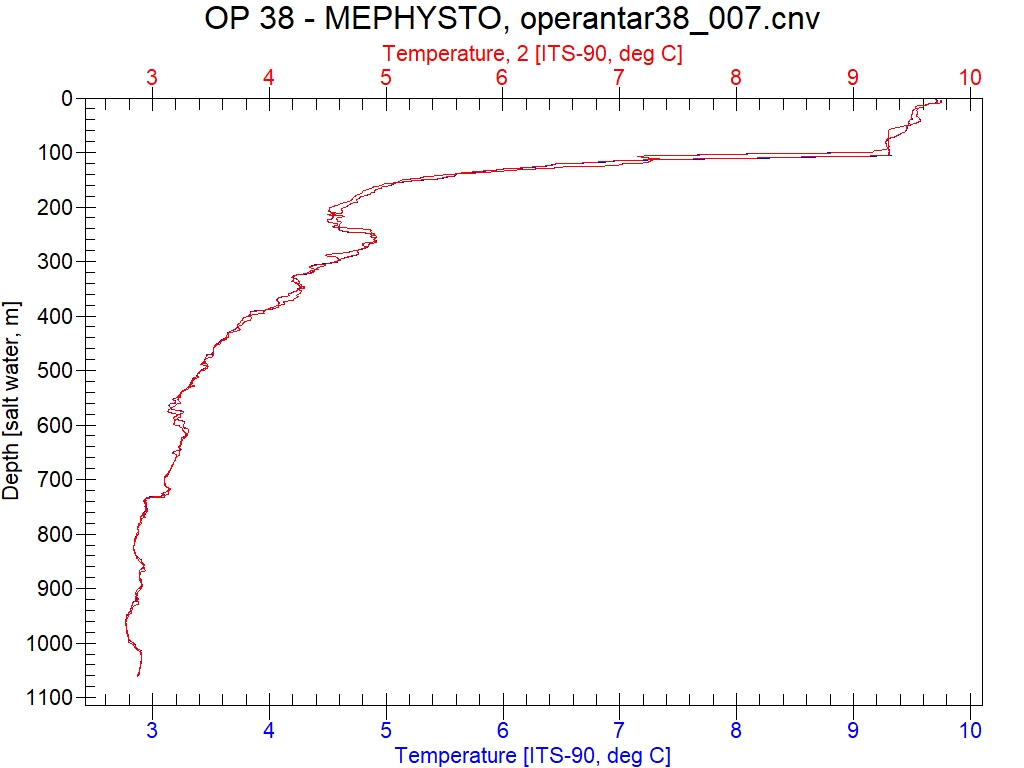 OP 38 - MEPHYSTO, operantar38_007.cnv
Temperature, 2 [ITS-90, deg C]
3 4 5 6 7 8 9 10
0
100
200
300
400
500
600
700
800
900
1000
1100
Depth [salt water, m]
3 4 5 6 7 8 9 10
Temperature [ITS-90, deg C]